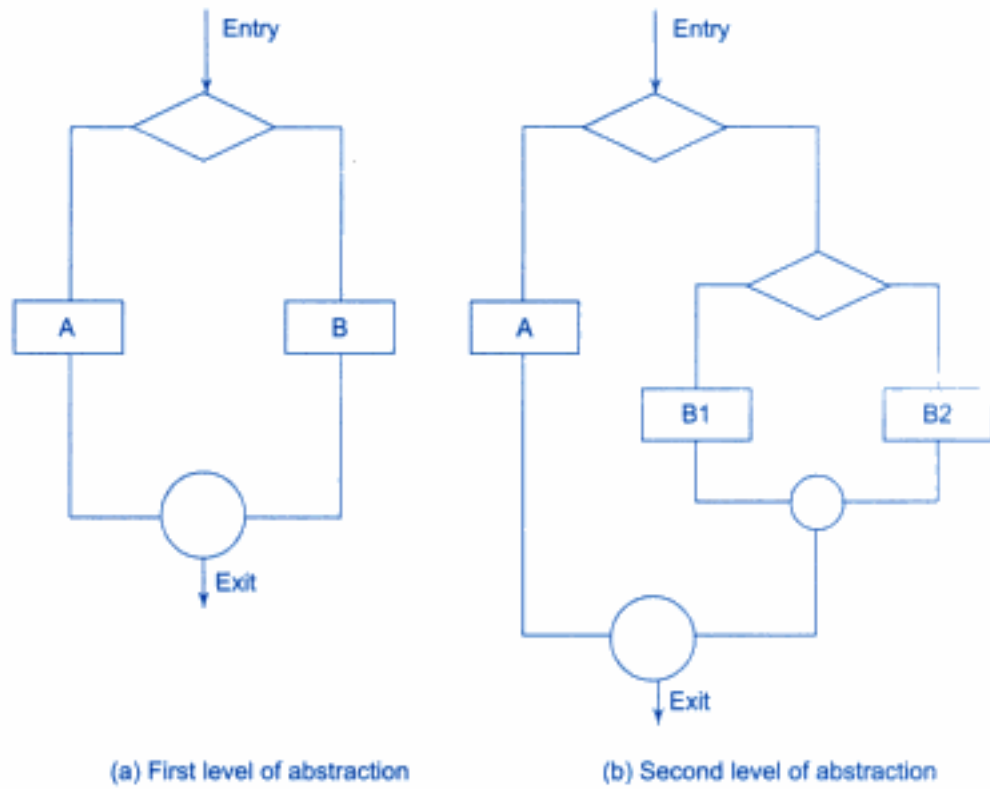 Entry
A
B
Exit
(a) First level of abstraction
Entry
A
B1
B2
Exit
(b) Second level of abstraction